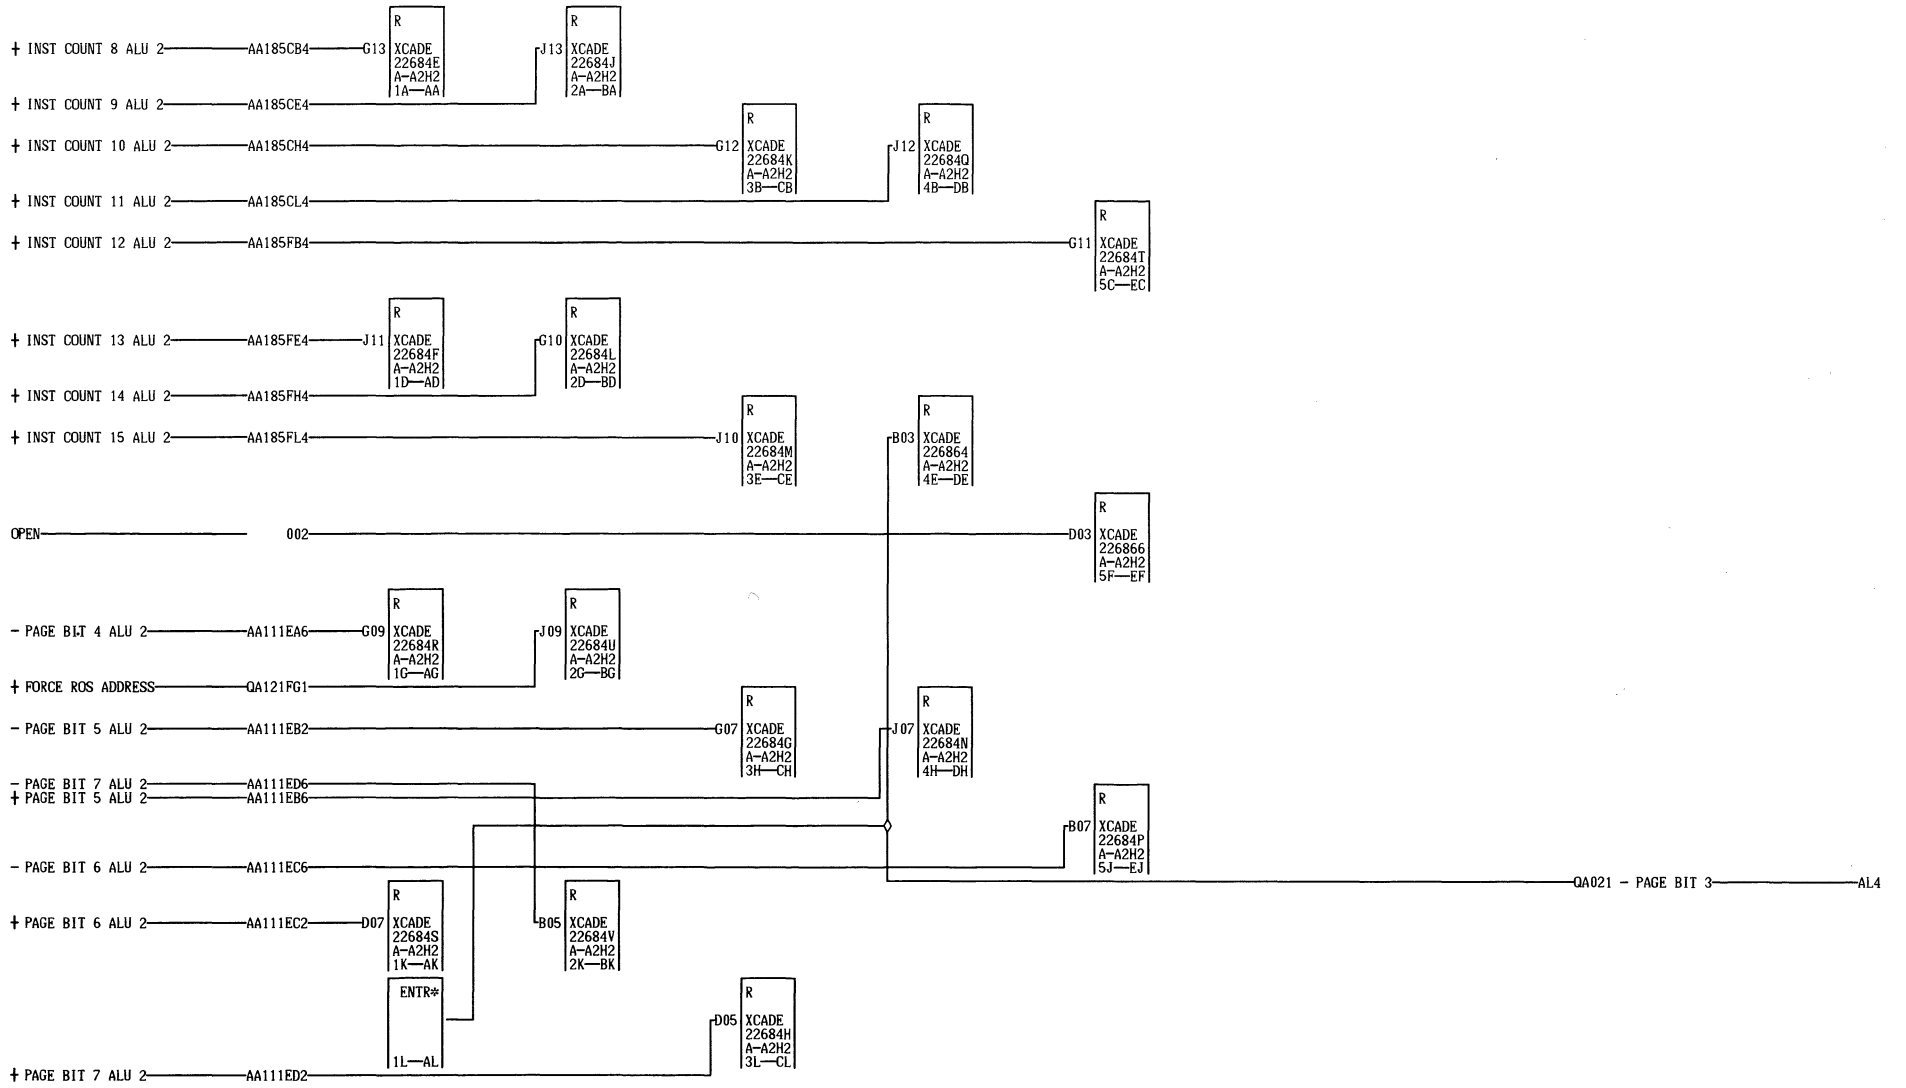 R R
+ INST COUNT 8 ALU 2 AA185CB4 G13 XCADE J13 XCADE
22684E 22684J
A-A2H2 A-A2H2
1A-AA 2A-BA
+ INST COUNT 9 ALU 2 AA185CE4
R R
+ INST COUNT 10 ALU 2 AA185CH4 G12 XCADE J12 XCADE
22684K 22684Q
A-A2H2 A-A2H2
3B-CB 4B-DB
+ INST COUNT 11 ALU 2 AA185CL4
R
+ INST COUNT 12 ALU 2 AA185FB4 G11 XCADE
22684T
A-A2H2
5C-EC
R R
+ INST COUNT 13 ALU 2 AA185FE4 J11 XCADE G10 XCADE
22684F 22684L
A-A2H2 A-A2H2
1D-AD 2D-BD
+ INST COUNT 14 ALU 2 AA185FH4
R R
+ INST COUNT 15 ALU 2 AA185FL4 J10 XCADE B03 XCADE
22684M 226864
A-A2H2 A-A2H2
3E-CE 4E-DE
R
OPEN 002 D03 XCADE
226866
A-A2H2
5F-EF
R R
- PAGE BIT 4 ALU 2 AA111EA6 G09 XCADE J09 XCADE
22684R 22684U
A-A2H2 A-A2H2
1G-AG 2G-BG
+ FORCE ROS ADDRESS QA121FG1
R R
- PAGE BIT 5 ALU 2 AA111EB2 G07 XCADE J07 XCADE
22684G 22684N
A-A2H2 A-A2H2
3H-CH 4H-DH
- PAGE BIT 7 ALU 2 AA111ED6
+ PAGE BIT 5 ALU 2 AA111EB6
R
B07 XCADE
22684P
A-A2H2
5J-EJ
- PAGE BIT 6 ALU 2 AA111EC6
QA021 - PAGE BIT 3 AL4
R R
+ PAGE BIT 6 ALU 2 AA111EC2 D07 XCADE B05 XCADE
22684S 22684V
A-A2H2 A-A2H2
1K-AK 2K-BK
ENTR* R
D05 XCADE
22684H
A-A2H2
1L-AL 3L-CL
+ PAGE BIT 7 ALU 2 AA111ED2